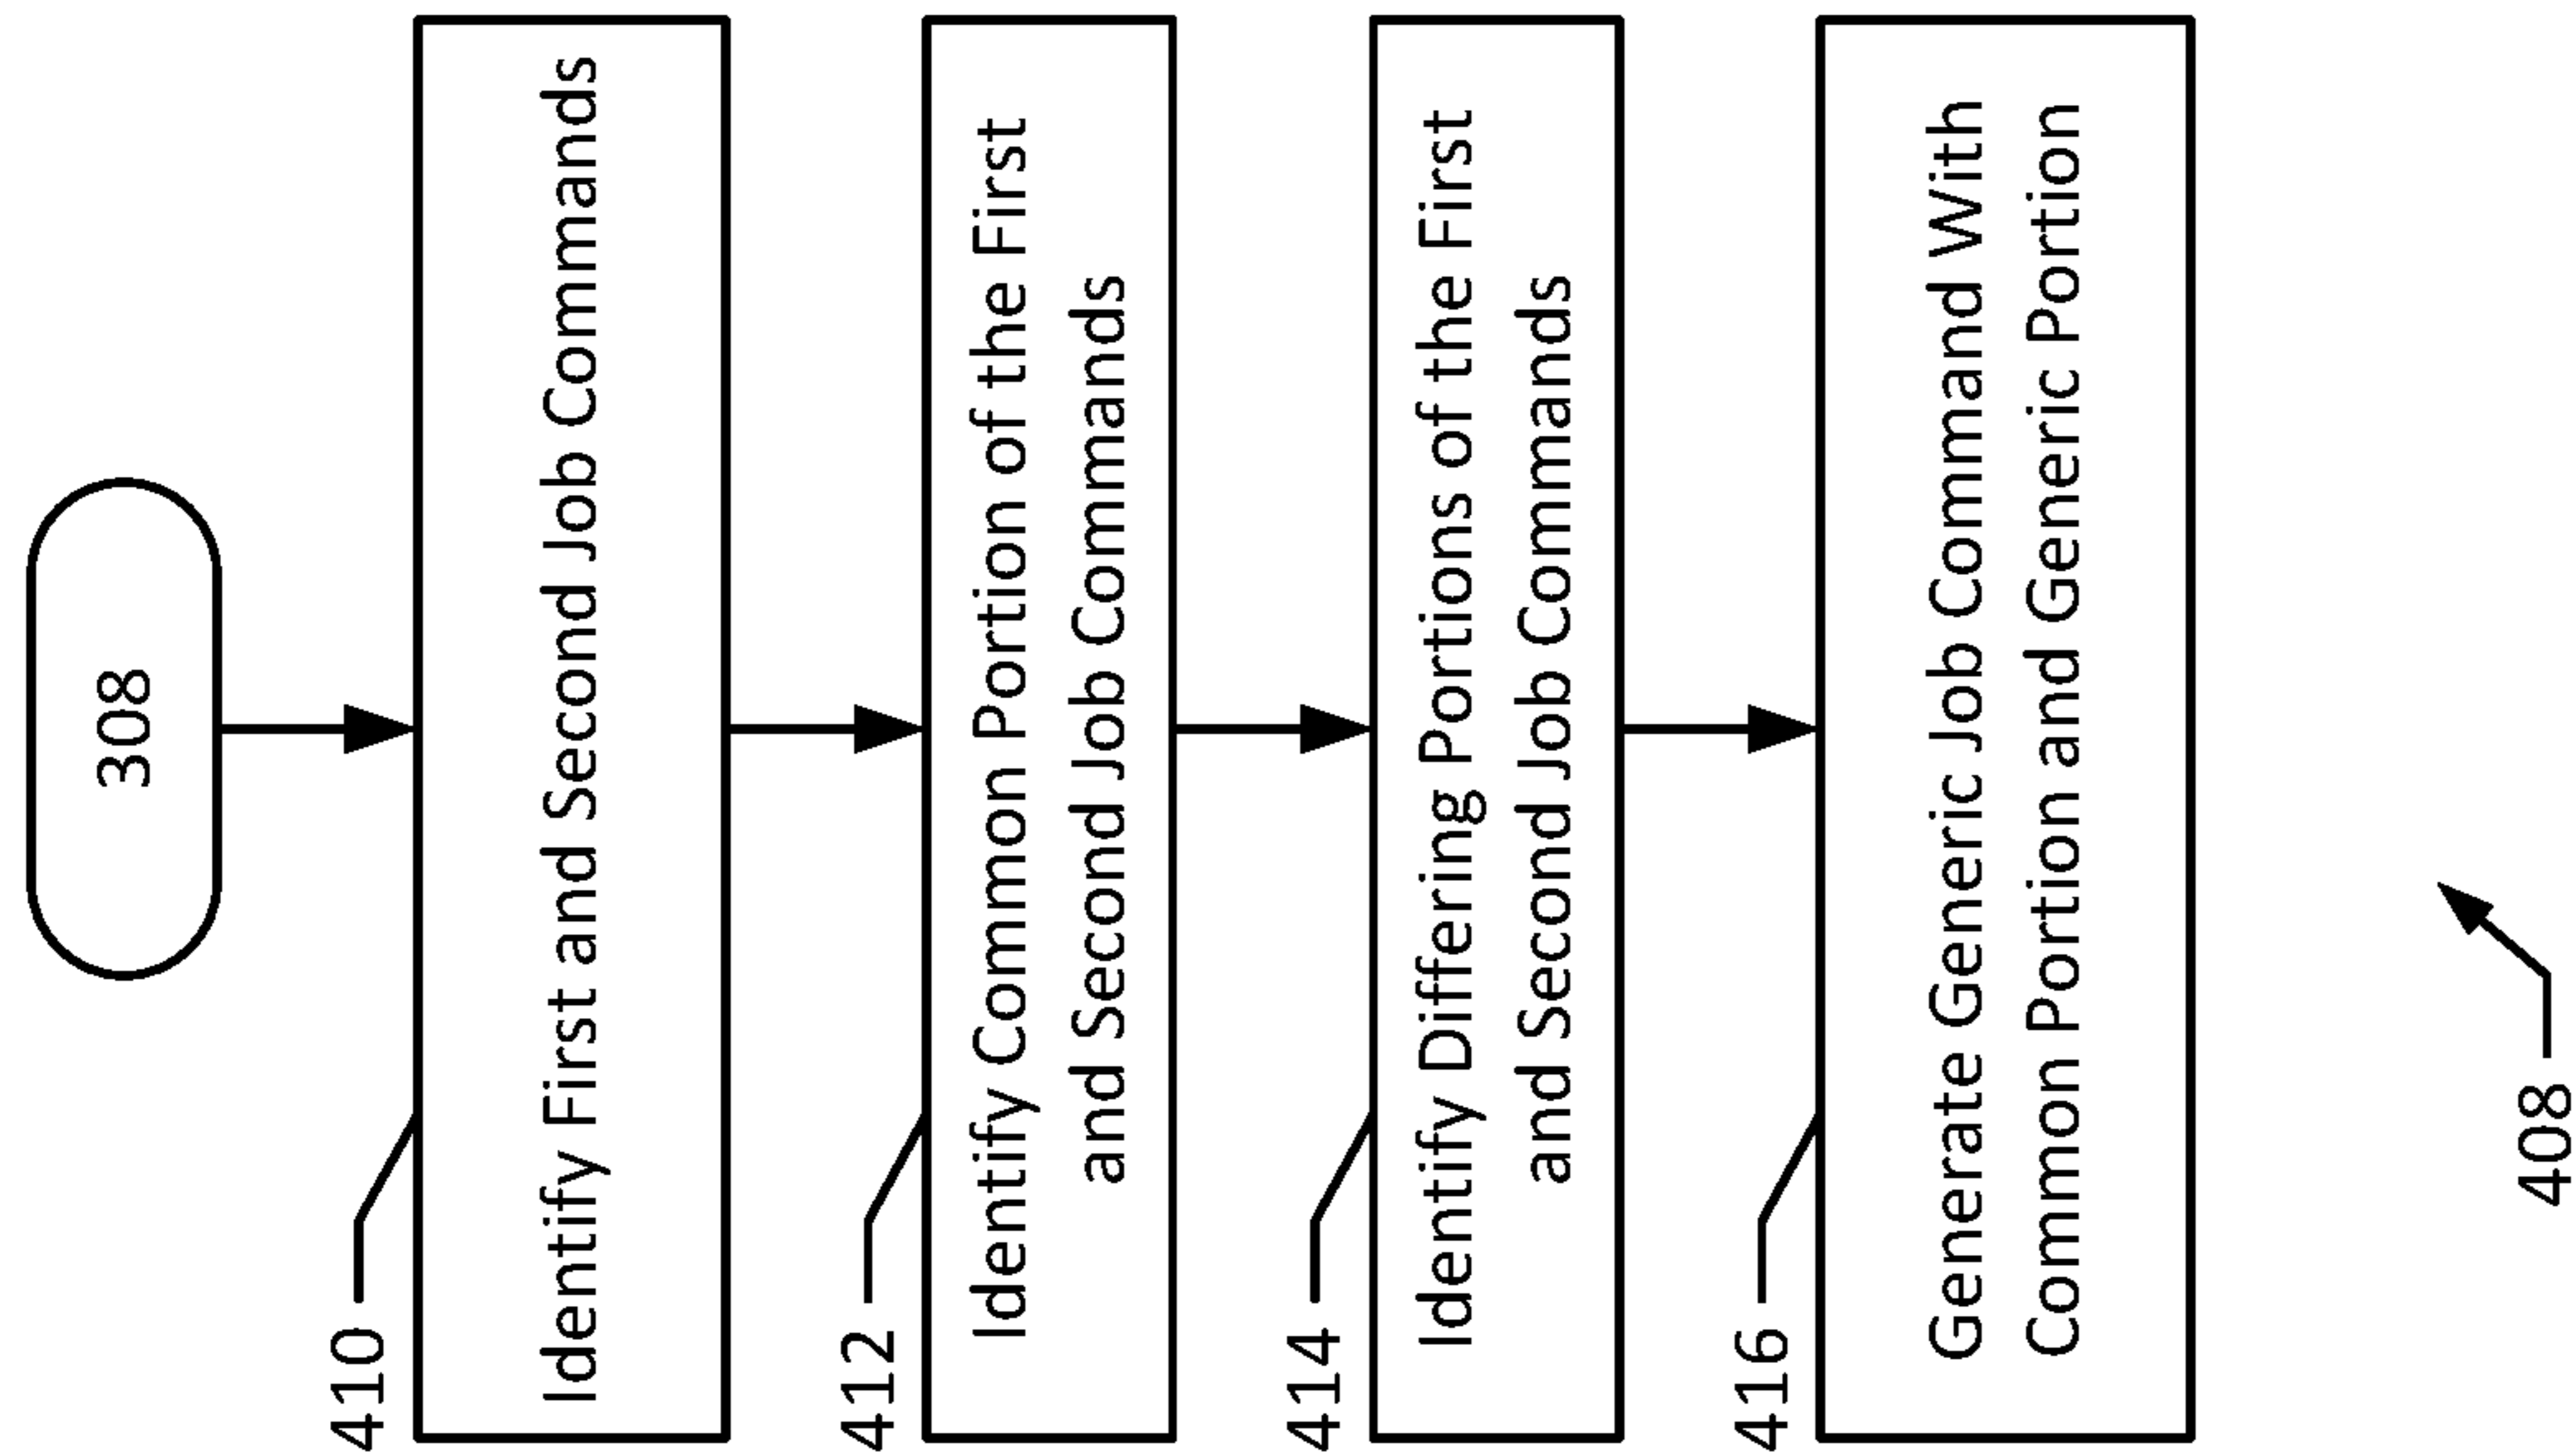 308
410
Identify First and Second Job Commands
412
Identify Common Portion of the First
and Second Job Commands
414
Identify Differing Portions of the First
and Second Job Commands
416
Generate Generic Job Command With
Common Portion and Generic Portion
408